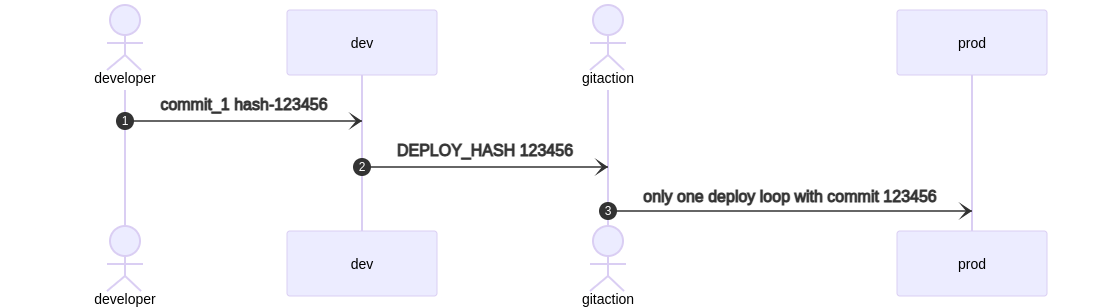 developer
dev
gitaction
prod
commit_1 hash-123456
1
DEPLOY_HASH 123456
2
only one deploy loop with commit 123456
3
developer
dev
gitaction
prod